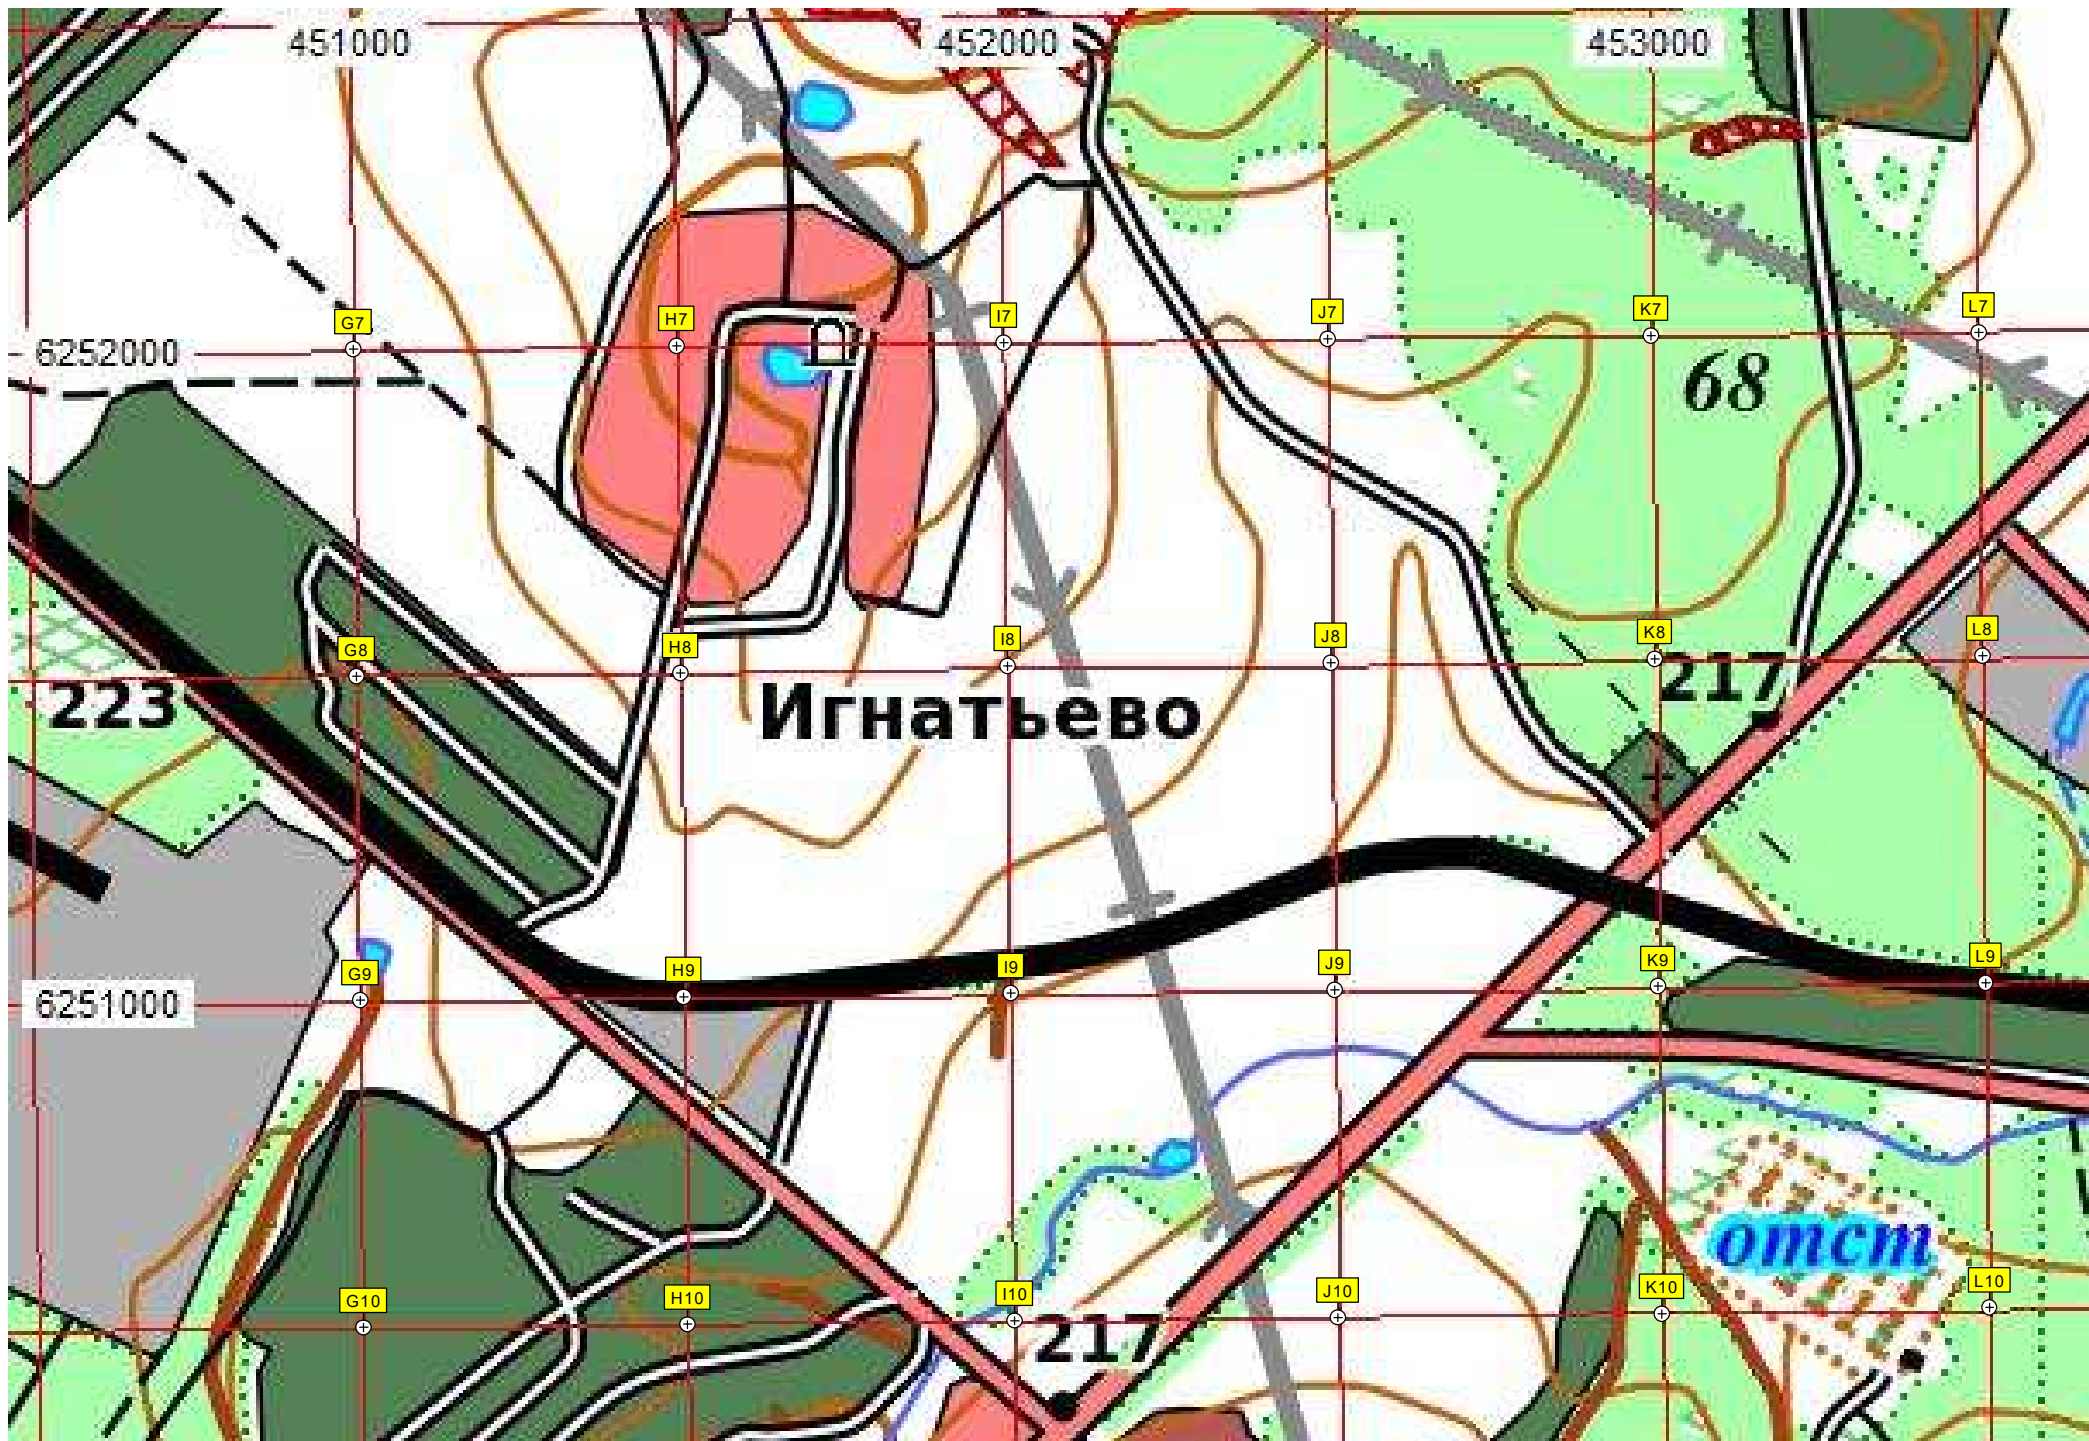 451000 452000 453000
G7 H7 I7 J7 K7 L7
6252000
68
G8 H8 I8 J8 K8 L8
223 Игнатьево 217
G9 H9 I9 J9 K9 L9
6251000
отст
G10 H10 I10 J10 K10 L10
217